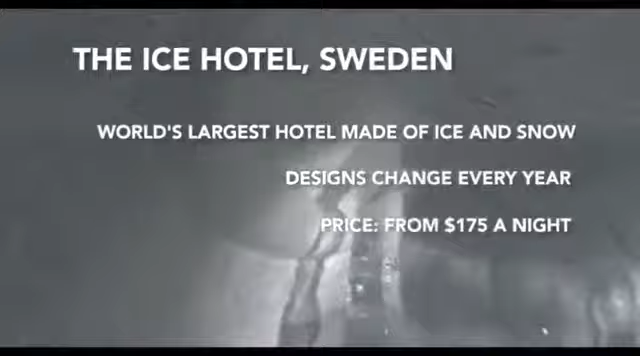 THE ICE HOTEL, SWEDEN
WORLD'S LARGEST HOTEL MADE OF ICE AND SNOW
DESIGNS CHANGE EVERY YEAR
PRICE: FROM $175 A NIGHT